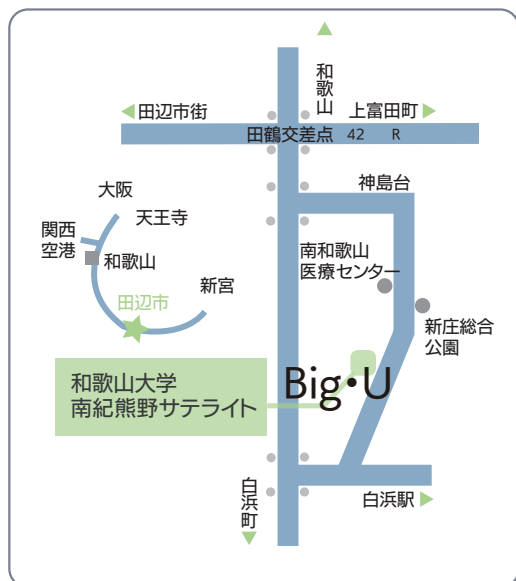 和歌山
田辺市街
上富田町
田鶴交差点 42 R
神島台
大阪
天王寺
関西
空港
和歌山
南和歌山
医療センター
田辺市
新宮
新庄総合
公園
和歌山大学
南紀熊野サテライト
Big・U
白浜町
白浜駅